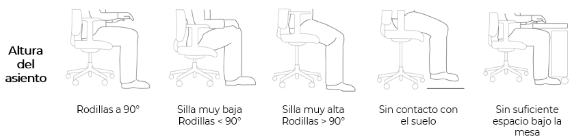 Altura
del
asiento
Rodillas a 90°
Silla muy baja
Rodillas < 90°
Silla muy alta
Rodillas > 90°
Sin contacto con
el suelo
Sin suficiente
espacio bajo la
mesa